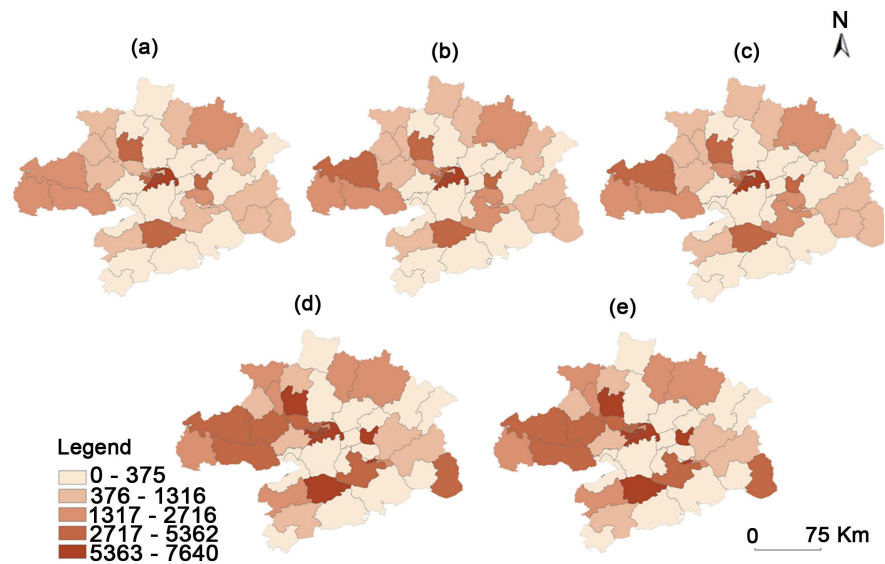 N
(a)
(b)
(c)
(d)
(e)
Legend
0 - 375
376 - 1316
1317 - 2716
2717 - 5362
5363 - 7640
0 75 Km